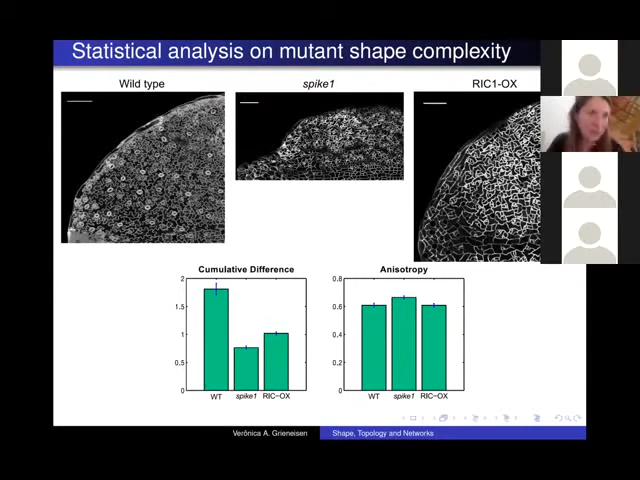 Statistical analysis on mutant shape complexity
Wild type
spike1
RIC1-OX
Cumulative Difference
2
1.5
1
0.5
0
WT
spike1
RIC-OX
Anisotropy
0.8
0.6
0.4
0.2
0
WT
spike1
RIC-OX
Verônica A. Grieneisen
Shape, Topology and Networks